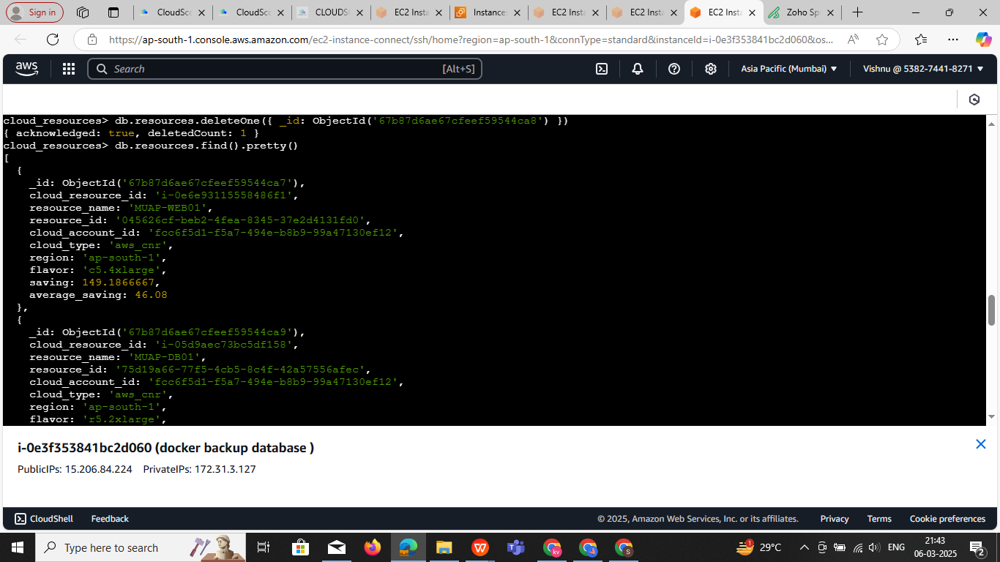 Sign in
CloudSco
CloudSco
CLOUDSC
EC2 Insta
Instance
EC2 Insta
EC2 Insta
EC2 Insta
Zoho Spr
https://ap-south-1.console.aws.amazon.com/ec2-instance-connect/ssh/home?region=ap-south-1&connType=standard&instanceId=i-0e3f353841bc2d060&os...
aws
Search
[Alt+S]
Asia Pacific (Mumbai)
Vishnu @ 5382-7441-8271
cloud_resources> db.resources.deleteOne({ _id: ObjectId('67b87d6ae67cfeef59544ca8') })
{ acknowledged: true, deletedCount: 1 }
cloud_resources> db.resources.find().pretty()
[
{
_id: ObjectId('67b87d6ae67cfeef59544ca7'),
cloud_resource_id: 'i-0e6e93115558486f1',
resource_name: 'MUAP-WEB01',
resource_id: '045626cf-beb2-4fea-8345-37e2d4131fd0',
cloud_account_id: 'fcc6f5d1-f5a7-494e-b8b9-99a47130ef12',
cloud_type: 'aws_cnr',
region: 'ap-south-1',
flavor: 'c5.4xlarge',
saving: 149.1866667,
average_saving: 46.08
},
{
_id: ObjectId('67b87d6ae67cfeef59544ca9'),
cloud_resource_id: 'i-05d9aec73bc5df158',
resource_name: 'MUAP-DB01',
resource_id: '75d19a66-77f5-4cb5-8c4f-42a57556afec',
cloud_account_id: 'fcc6f5d1-f5a7-494e-b8b9-99a47130ef12',
cloud_type: 'aws_cnr',
region: 'ap-south-1',
flavor: 'r5.2xlarge',
i-0e3f353841bc2d060 (docker backup database )
PublicIPs: 15.206.84.224 PrivateIPs: 172.31.3.127
CloudShell
Feedback
© 2025, Amazon Web Services, Inc. or its affiliates.
Privacy
Terms
Cookie preferences
Type here to search
29°C
ENG
21:43
06-03-2025
2